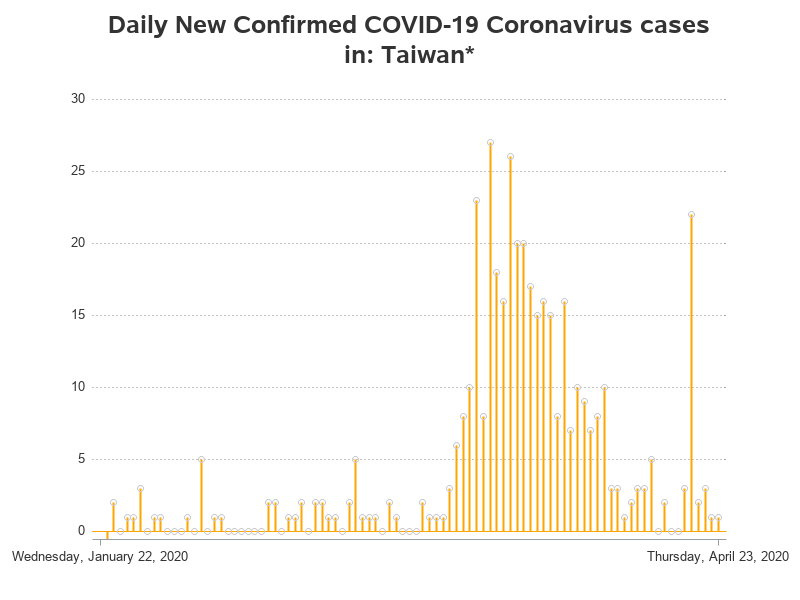 Daily New Confirmed COVID-19 Coronavirus cases
in: Taiwan*
30
25
20
15
10
5
0
Wednesday, January 22, 2020 Thursday, April 23, 2020